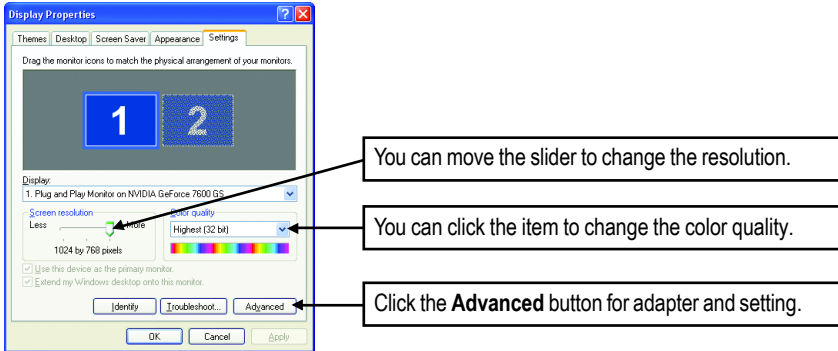 Display Properties
Themes Desktop Screen Saver Appearance Settings
Drag the monitor icons to match the physical arrangement of your monitors.
1 2
Display:
1. Plug and Play Monitor on NVIDIA GeForce 7600 GS
Screen resolution
Less More
1024 by 768 pixels
Color quality
Highest (32 bit)
Use this device as the primary monitor.
Extend my Windows desktop onto this monitor.
Identify Troubleshoot... Advanced
OK Cancel Apply
You can move the slider to change the resolution.
You can click the item to change the color quality.
Click the Advanced button for adapter and setting.